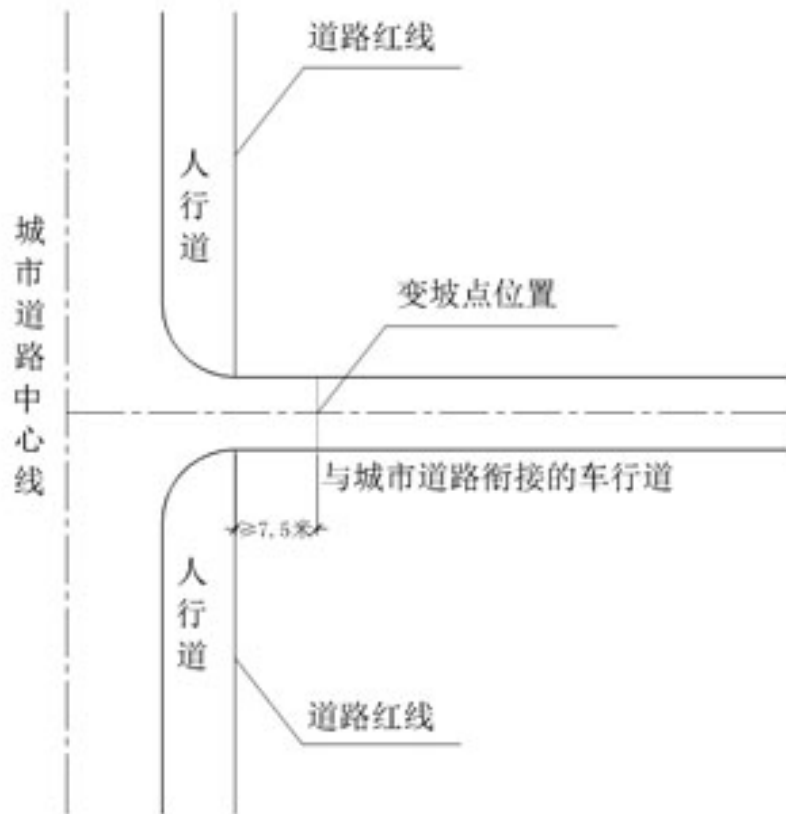 道路红线
人行道
城市道路中心线
变坡点位置
与城市道路衔接的车行道
≥7.5米
人行道
道路红线